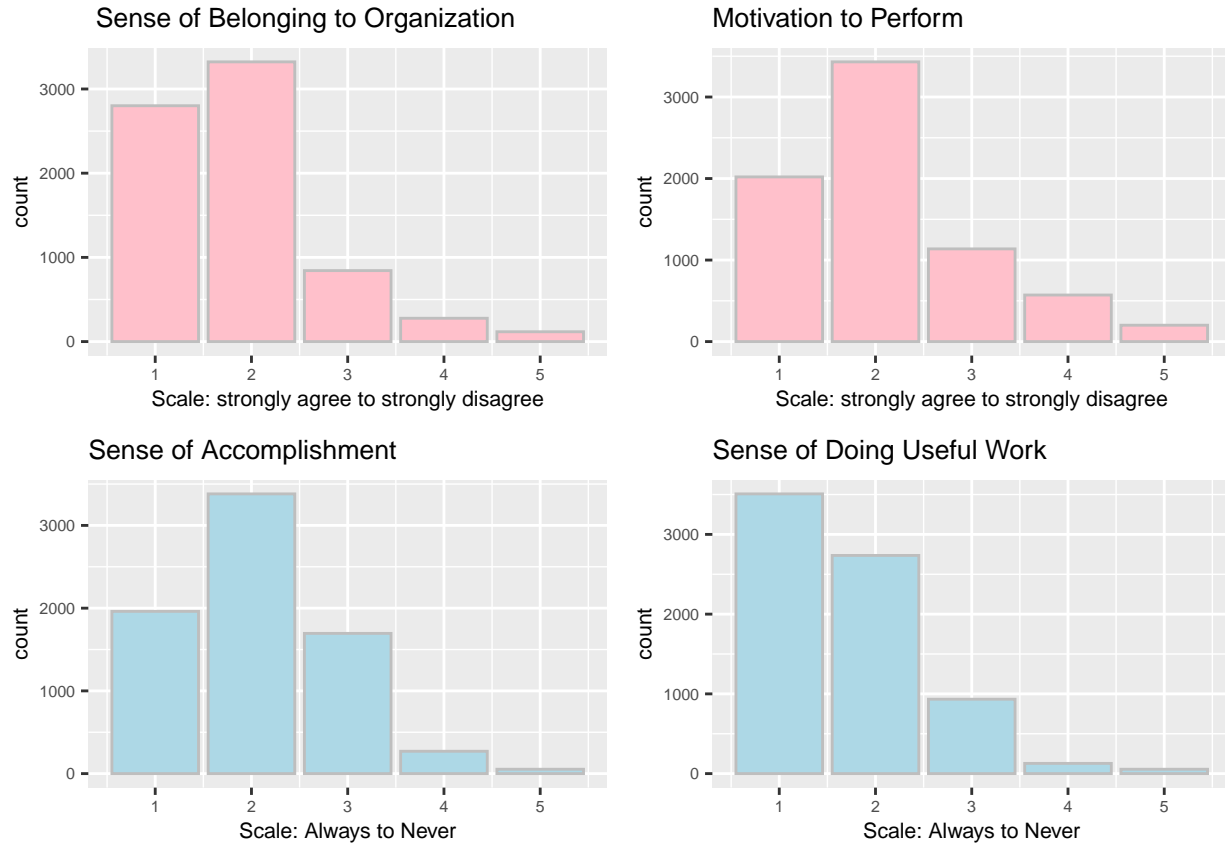 Sense of Belonging to Organization
3000
2000
1000
0
count
1 2 3 4 5
Scale: strongly agree to strongly disagree
Motivation to Perform
3000
2000
1000
0
count
1 2 3 4 5
Scale: strongly agree to strongly disagree
Sense of Accomplishment
3000
2000
1000
0
count
1 2 3 4 5
Scale: Always to Never
Sense of Doing Useful Work
3000
2000
1000
0
count
1 2 3 4 5
Scale: Always to Never